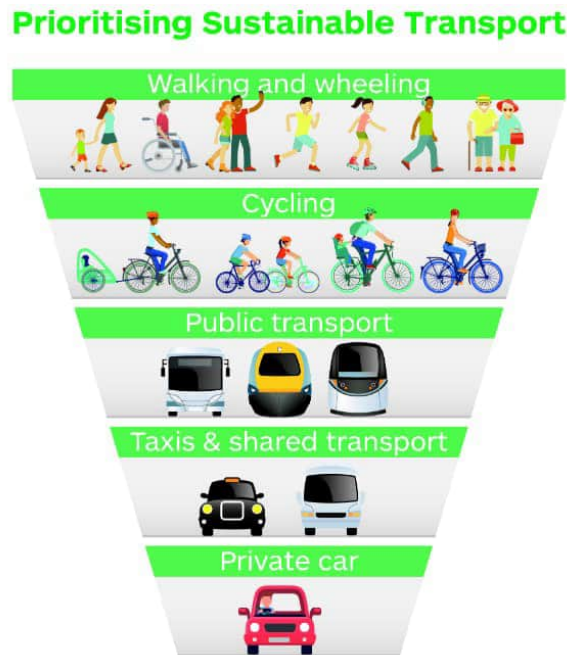 Prioritising Sustainable Transport
Walking and wheeling
Cycling
Public transport
Taxis & shared transport
Private car